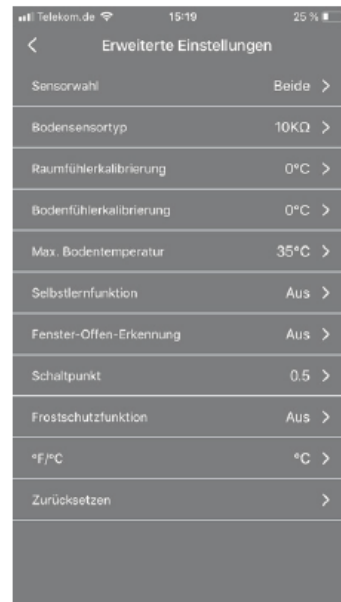 Telekom.de 15:19 25 %
Erweiterte Einstellungen
Sensorwahl Beide
Bodensensortyp 10KΩ
Raumfühlerkalibrierung 0°C
Bodenfühlerkalibrierung 0°C
Max. Bodentemperatur 35°C
Selbstlernfunktion Aus
Fenster-Offen-Erkennung Aus
Schaltpunkt 0.5
Frostschutzfunktion Aus
°F/°C °C
Zurücksetzen